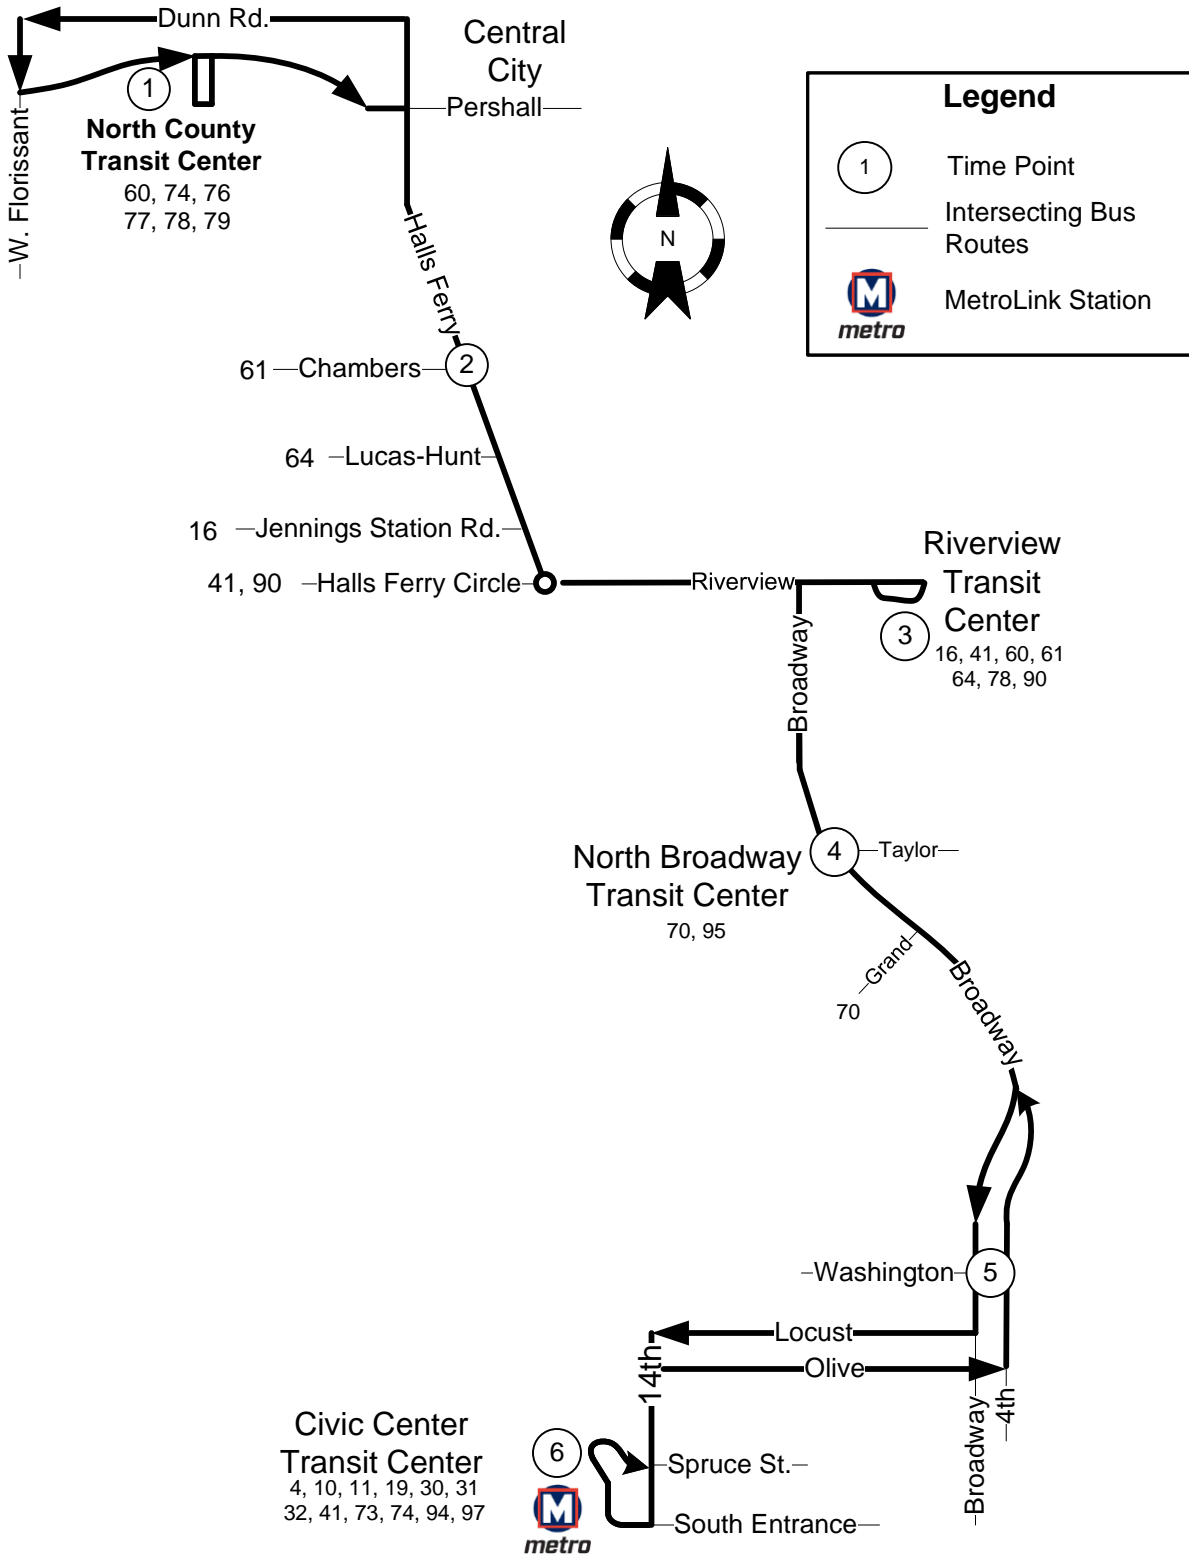 Dunn Rd.
Central
City
Pershall
W. Florissant
1
North County
Transit Center
60, 74, 76
77, 78, 79
Legend
1
Time Point
Intersecting Bus
Routes
metro
MetroLink Station
N
Halls Ferry
61
Chambers
2
64
Lucas-Hunt
16
Jennings Station Rd.
41, 90
Halls Ferry Circle
Riverview
Riverview
Transit
Center
3
16, 41, 60, 61
64, 78, 90
Broadway
North Broadway
Transit Center
70, 95
4
Taylor
Grand
70
Broadway
Washington
5
Locust
Olive
14th
Broadway
4th
Civic Center
Transit Center
4, 10, 11, 19, 30, 31
32, 41, 73, 74, 94, 97
6
M
metro
Spruce St.
South Entrance